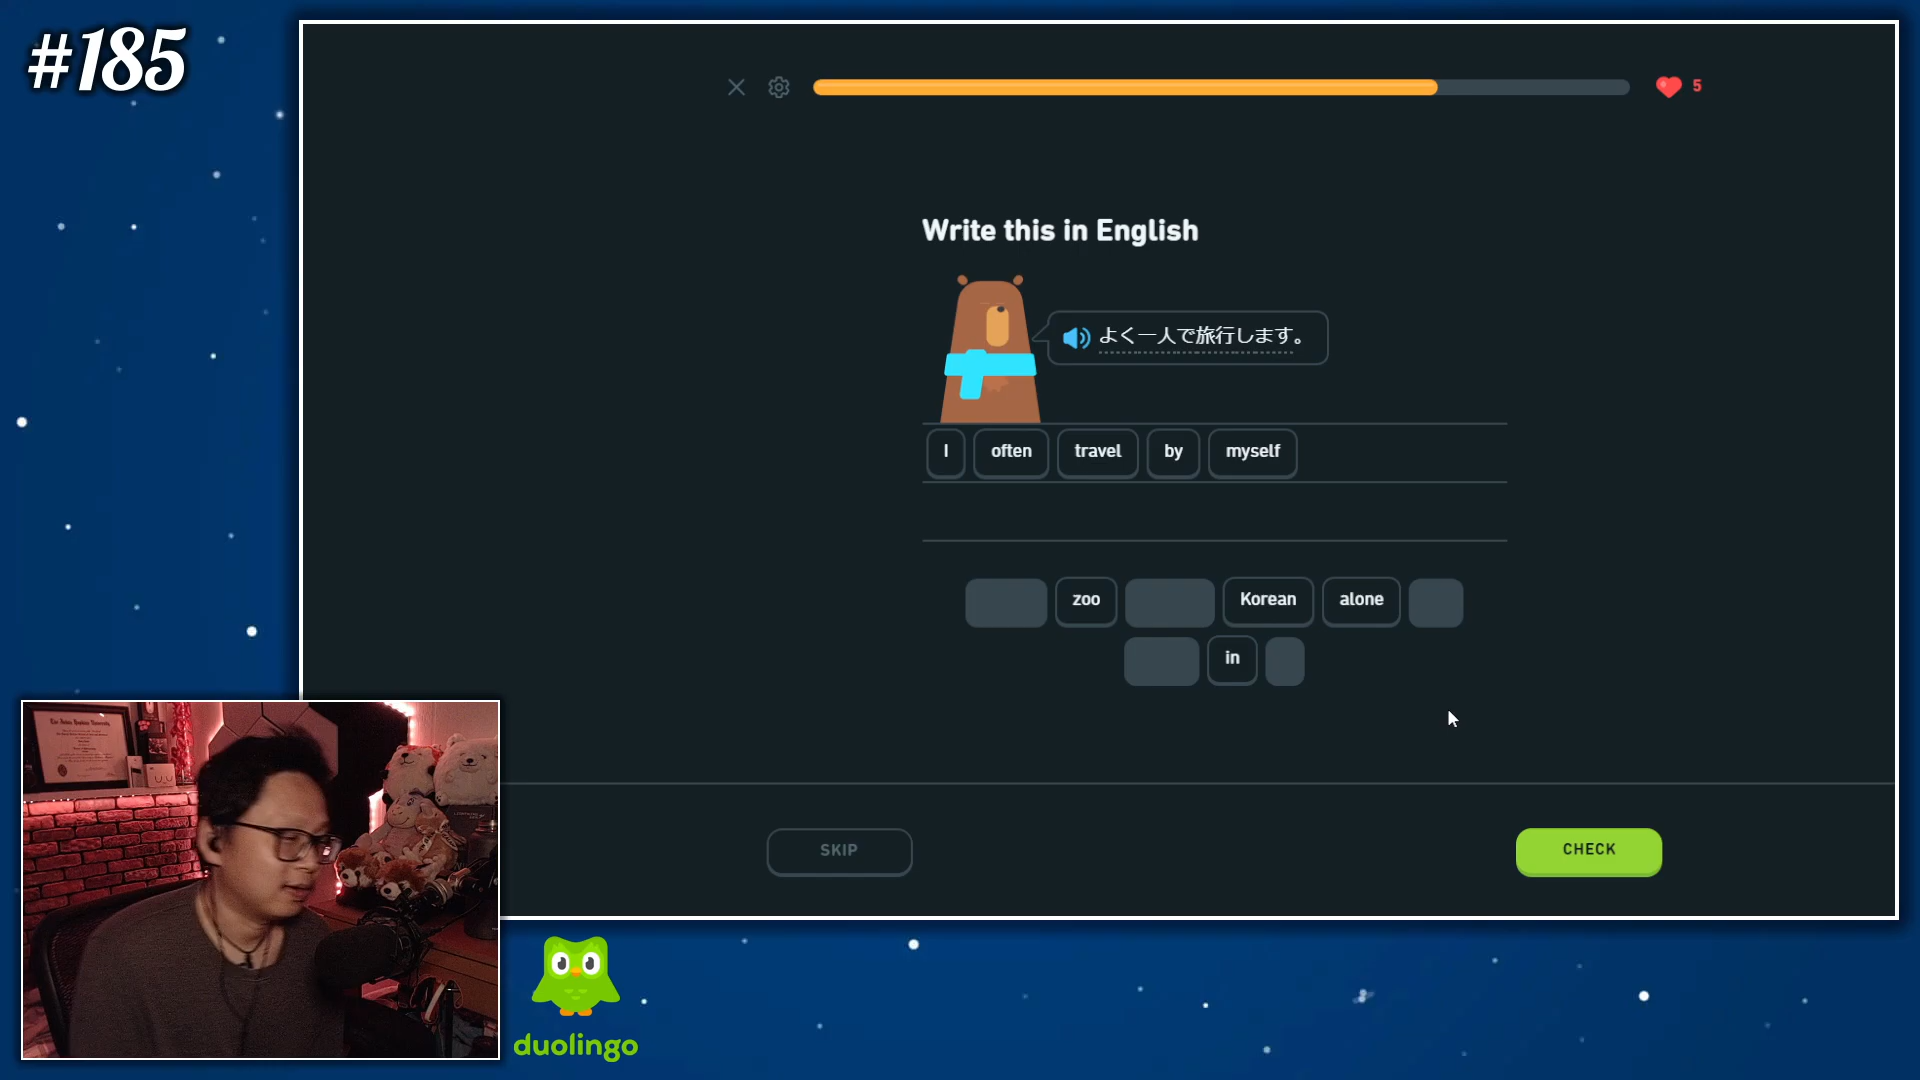 #185
5
Write this in English
よく一人で旅行します。
I often travel by myself
zoo Korean alone
in
SKIP
CHECK
duolingo